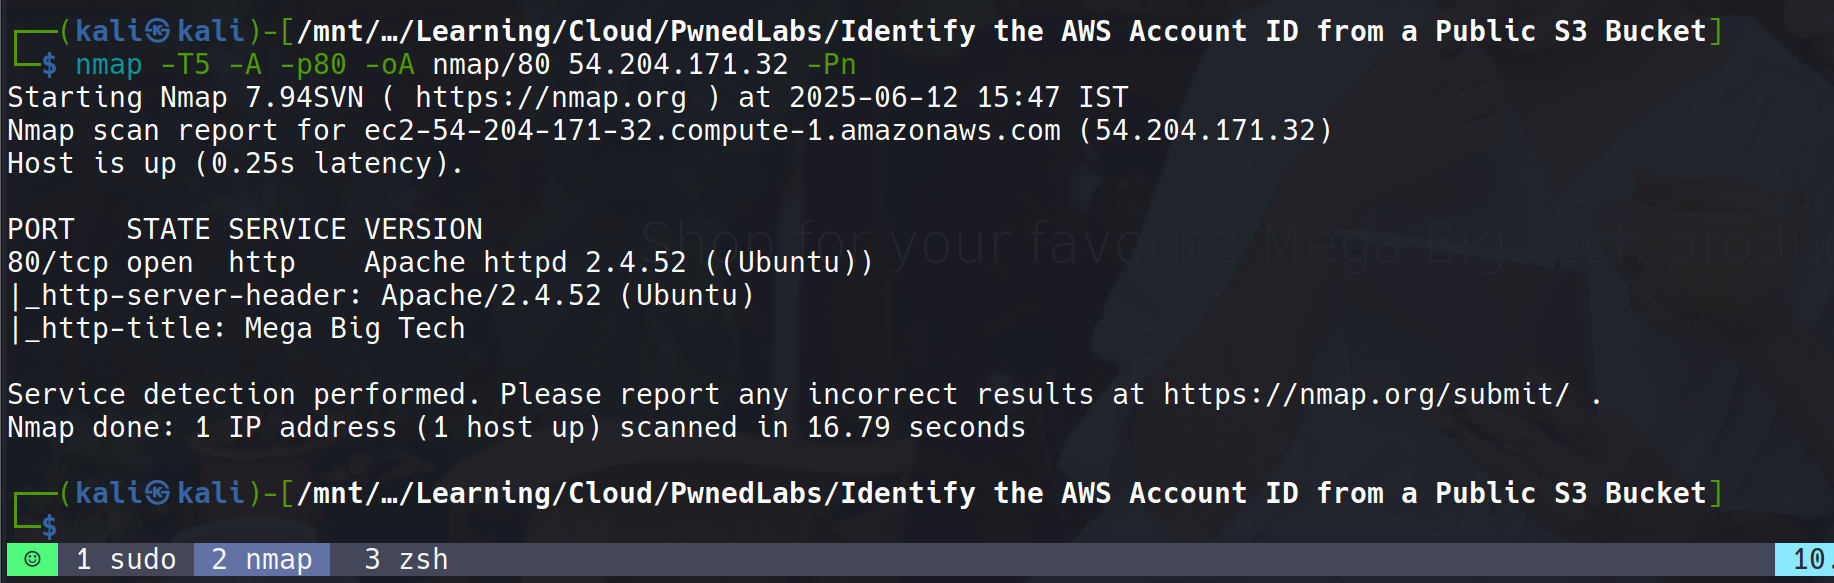 ┌──(kali㉿kali)-[/mnt/…/Learning/Cloud/PwnedLabs/Identify the AWS Account ID from a Public S3 Bucket]
└─$ nmap -T5 -A -p80 -oA nmap/80 54.204.171.32 -Pn
Starting Nmap 7.94SVN ( https://nmap.org ) at 2025-06-12 15:47 IST
Nmap scan report for ec2-54-204-171-32.compute-1.amazonaws.com (54.204.171.32)
Host is up (0.25s latency).
PORT   STATE SERVICE VERSION
Shop for your favorite Mega Big Tech
80/tcp open  http    Apache httpd 2.4.52 ((Ubuntu))
|_http-server-header: Apache/2.4.52 (Ubuntu)
|_http-title: Mega Big Tech
Service detection performed. Please report any incorrect results at https://nmap.org/submit/ .
Nmap done: 1 IP address (1 host up) scanned in 16.79 seconds
┌──(kali㉿kali)-[/mnt/…/Learning/Cloud/PwnedLabs/Identify the AWS Account ID from a Public S3 Bucket]
└─$
☺ 1 sudo 2 nmap 3 zsh 10.